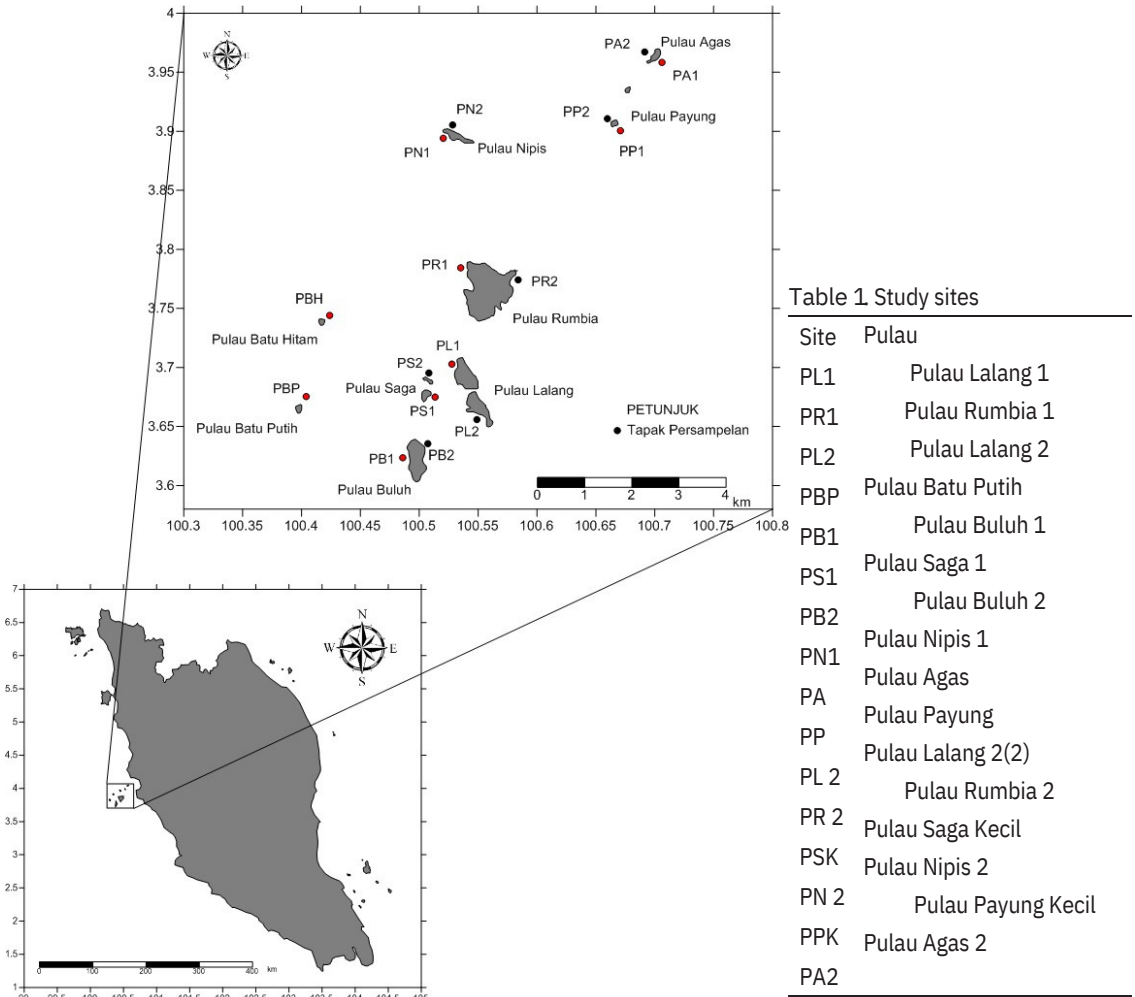 4
N
W E
S
3.95
3.9
3.85
3.8
3.75
3.7
3.65
3.6
PA2 Pulau Agas
PA1
PN2
PP2 Pulau Payung
PN1 Pulau Nipis
PP1
PR1
PR2
PBH
Pulau Rumbia
Pulau Batu Hitam
PL1
PS2
PBP Pulau Saga Pulau Lalang
PS1
PETUNJUK
Pulau Batu Putih PL2 Tapak Persampelan
PB1 PB2
Pulau Buluh
0 1 2 3 4
km
100.3 100.35 100.4 100.45 100.5 100.55 100.6 100.65 100.7 100.75 100.8
7
6.5
6
5.5
5
4.5
4
3.5
3
2.5
2
1.5
1
N
W E
S
0 100 200 300 400 km
Table 1 Study sites
Site Pulau
PL1 Pulau Lalang 1
PR1 Pulau Rumbia 1
PL2 Pulau Lalang 2
PBP Pulau Batu Putih
PB1 Pulau Buluh 1
PS1 Pulau Saga 1
PB2 Pulau Buluh 2
PN1 Pulau Nipis 1
PA Pulau Agas
PP Pulau Payung
PL 2 Pulau Lalang 2(2)
PR 2 Pulau Rumbia 2
PSK Pulau Saga Kecil
PN 2 Pulau Nipis 2
PPK Pulau Payung Kecil
PA2 Pulau Agas 2